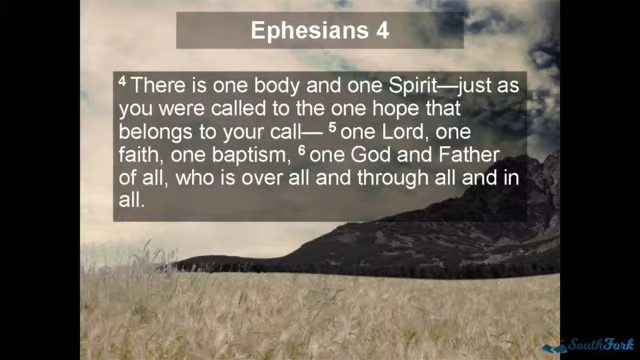 Ephesians 4
4 There is one body and one Spirit—just as
you were called to the one hope that
belongs to your call— 5 one Lord, one
faith, one baptism, 6 one God and Father
of all, who is over all and through all and in
all.
SouthFork